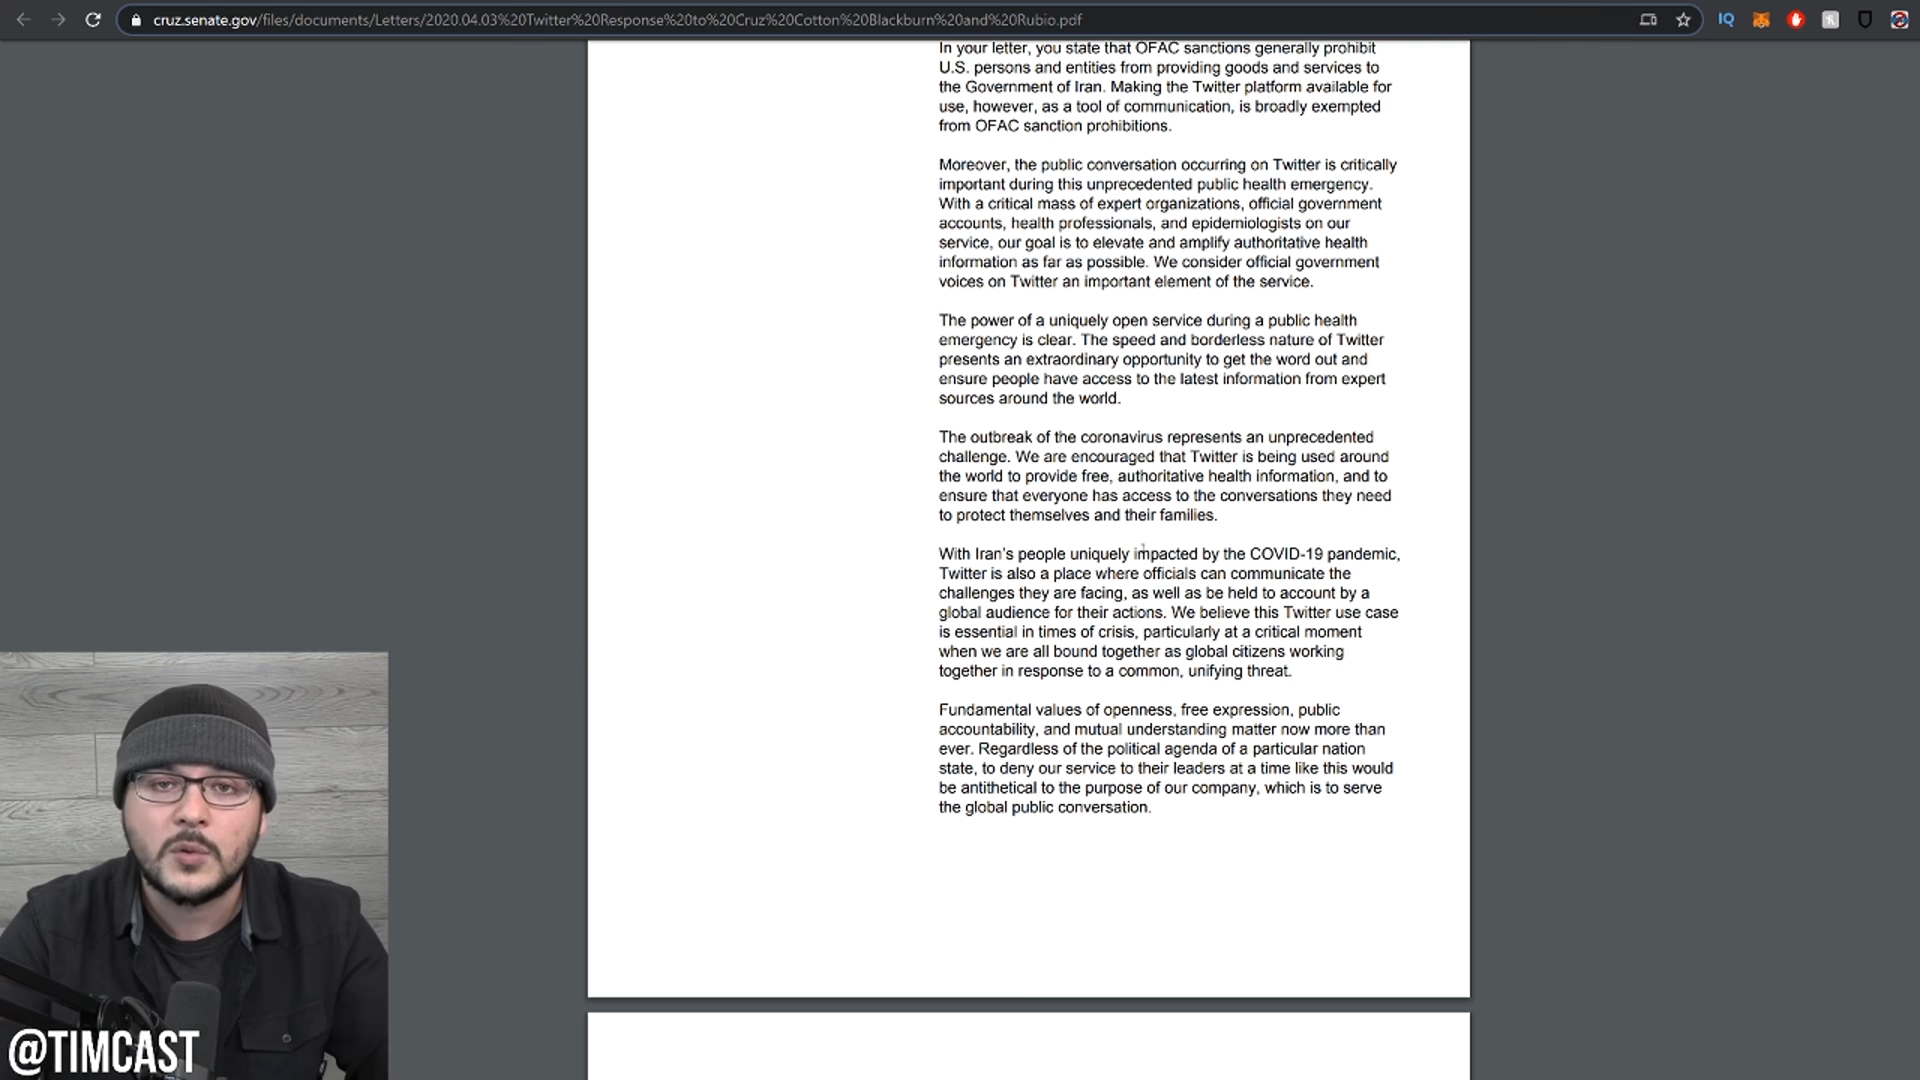 cruz.senate.gov/files/documents/Letters/2020.04.03%20Twitter%20Response%20to%20Cruz%20Cotton%20Blackburn%20and%20Rubio.pdf
IQ
In your letter, you state that OFAC sanctions generally prohibit
U.S. persons and entities from providing goods and services to
the Government of Iran. Making the Twitter platform available for
use, however, as a tool of communication, is broadly exempted
from OFAC sanction prohibitions.
Moreover, the public conversation occurring on Twitter is critically
important during this unprecedented public health emergency.
With a critical mass of expert organizations, official government
accounts, health professionals, and epidemiologists on our
service, our goal is to elevate and amplify authoritative health
information as far as possible. We consider official government
voices on Twitter an important element of the service.
The power of a uniquely open service during a public health
emergency is clear. The speed and borderless nature of Twitter
presents an extraordinary opportunity to get the word out and
ensure people have access to the latest information from expert
sources around the world.
The outbreak of the coronavirus represents an unprecedented
challenge. We are encouraged that Twitter is being used around
the world to provide free, authoritative health information, and to
ensure that everyone has access to the conversations they need
to protect themselves and their families.
With Iran's people uniquely impacted by the COVID-19 pandemic,
Twitter is also a place where officials can communicate the
challenges they are facing, as well as be held to account by a
global audience for their actions. We believe this Twitter use case
is essential in times of crisis, particularly at a critical moment
when we are all bound together as global citizens working
together in response to a common, unifying threat.
Fundamental values of openness, free expression, public
accountability, and mutual understanding matter now more than
ever. Regardless of the political agenda of a particular nation
state, to deny our service to their leaders at a time like this would
be antithetical to the purpose of our company, which is to serve
the global public conversation.
@TIMCAST